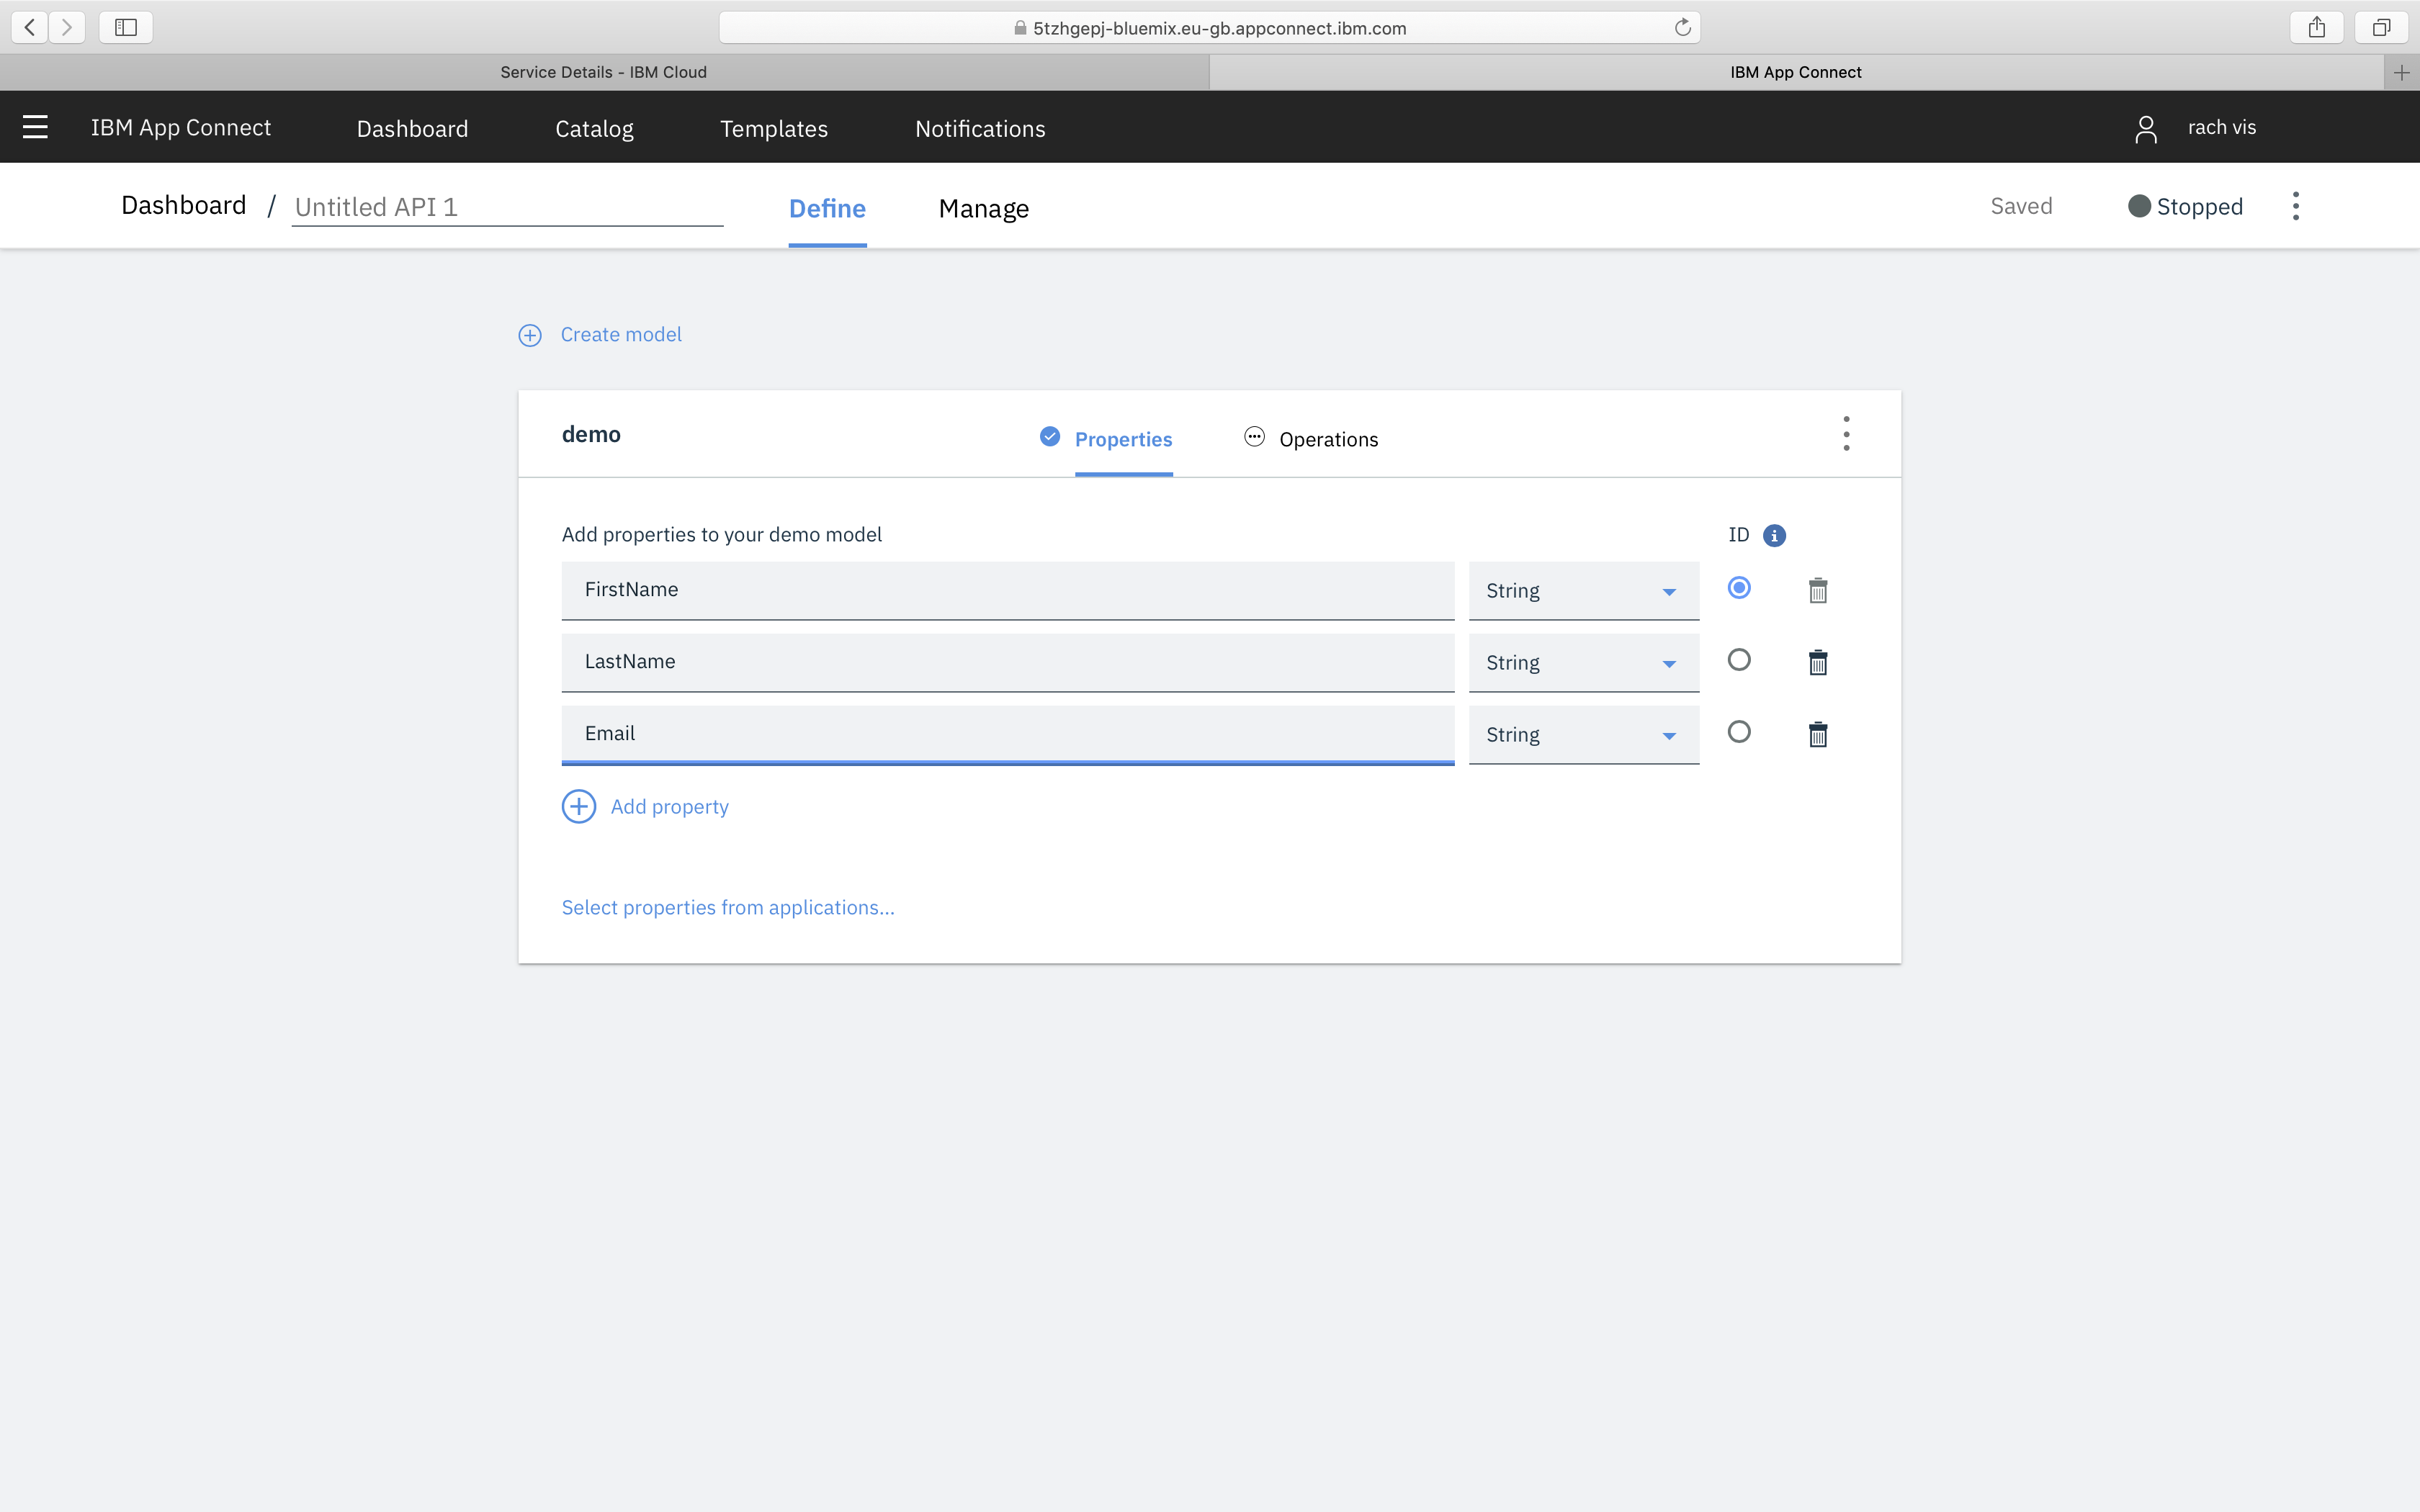 5tzhgepj-bluemix.eu-gb.appconnect.ibm.com
Service Details - IBM Cloud
IBM App Connect
IBM App Connect
Dashboard
Catalog
Templates
Notifications
rach vis
Dashboard / Untitled API 1
Define
Manage
Saved
Stopped
Create model
demo
Properties
Operations
Add properties to your demo model
ID
FirstName
String
LastName
String
Email
String
Add property
Select properties from applications...